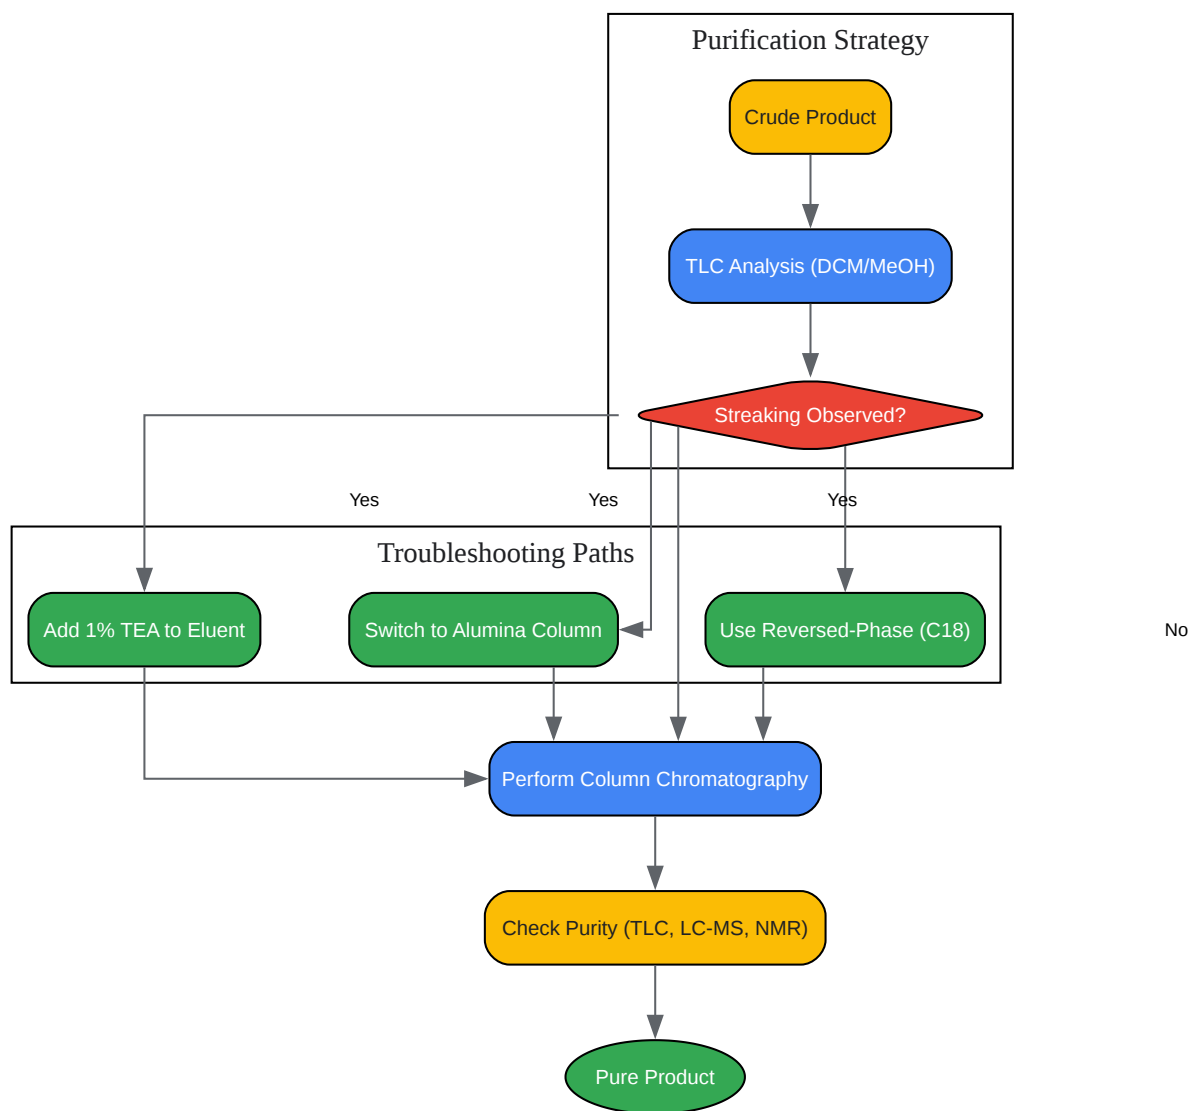 Purification Strategy
Crude Product
TLC Analysis (DCM/MeOH)
Streaking Observed?
Yes
Yes
Yes
Troubleshooting Paths
Add 1% TEA to Eluent
Switch to Alumina Column
Use Reversed-Phase (C18)
No
Perform Column Chromatography
Check Purity (TLC, LC-MS, NMR)
Pure Product